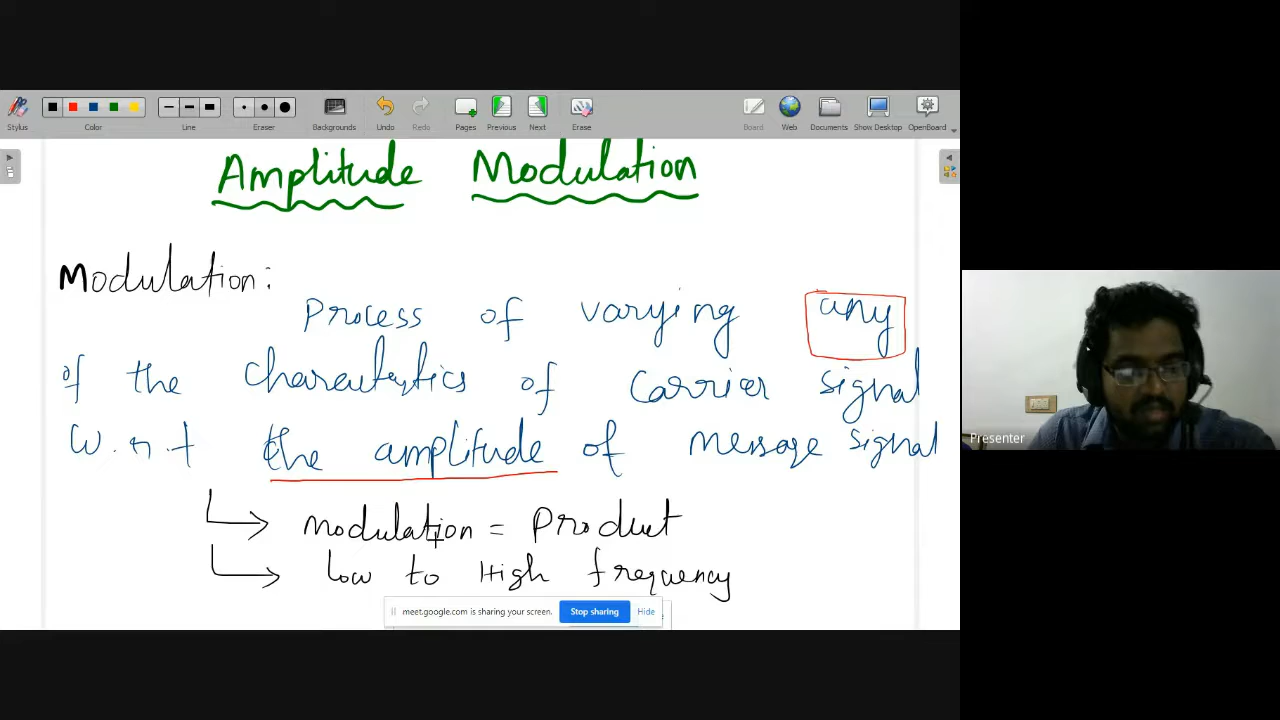 Stylus
Color
Line
Eraser
Backgrounds
Undo
Redo
Pages
Previous
Next
Erase
Board
Web
Documents
Show Desktop
OpenBoard
Amplitude Modulation
Modulation:
Process of varying any
of the charcutestics of carrier signal
w.r.t the amplitude of message signal
modulation = Product
Low to High frequency
meet.google.com is sharing your screen. Stop sharing Hide
Presenter